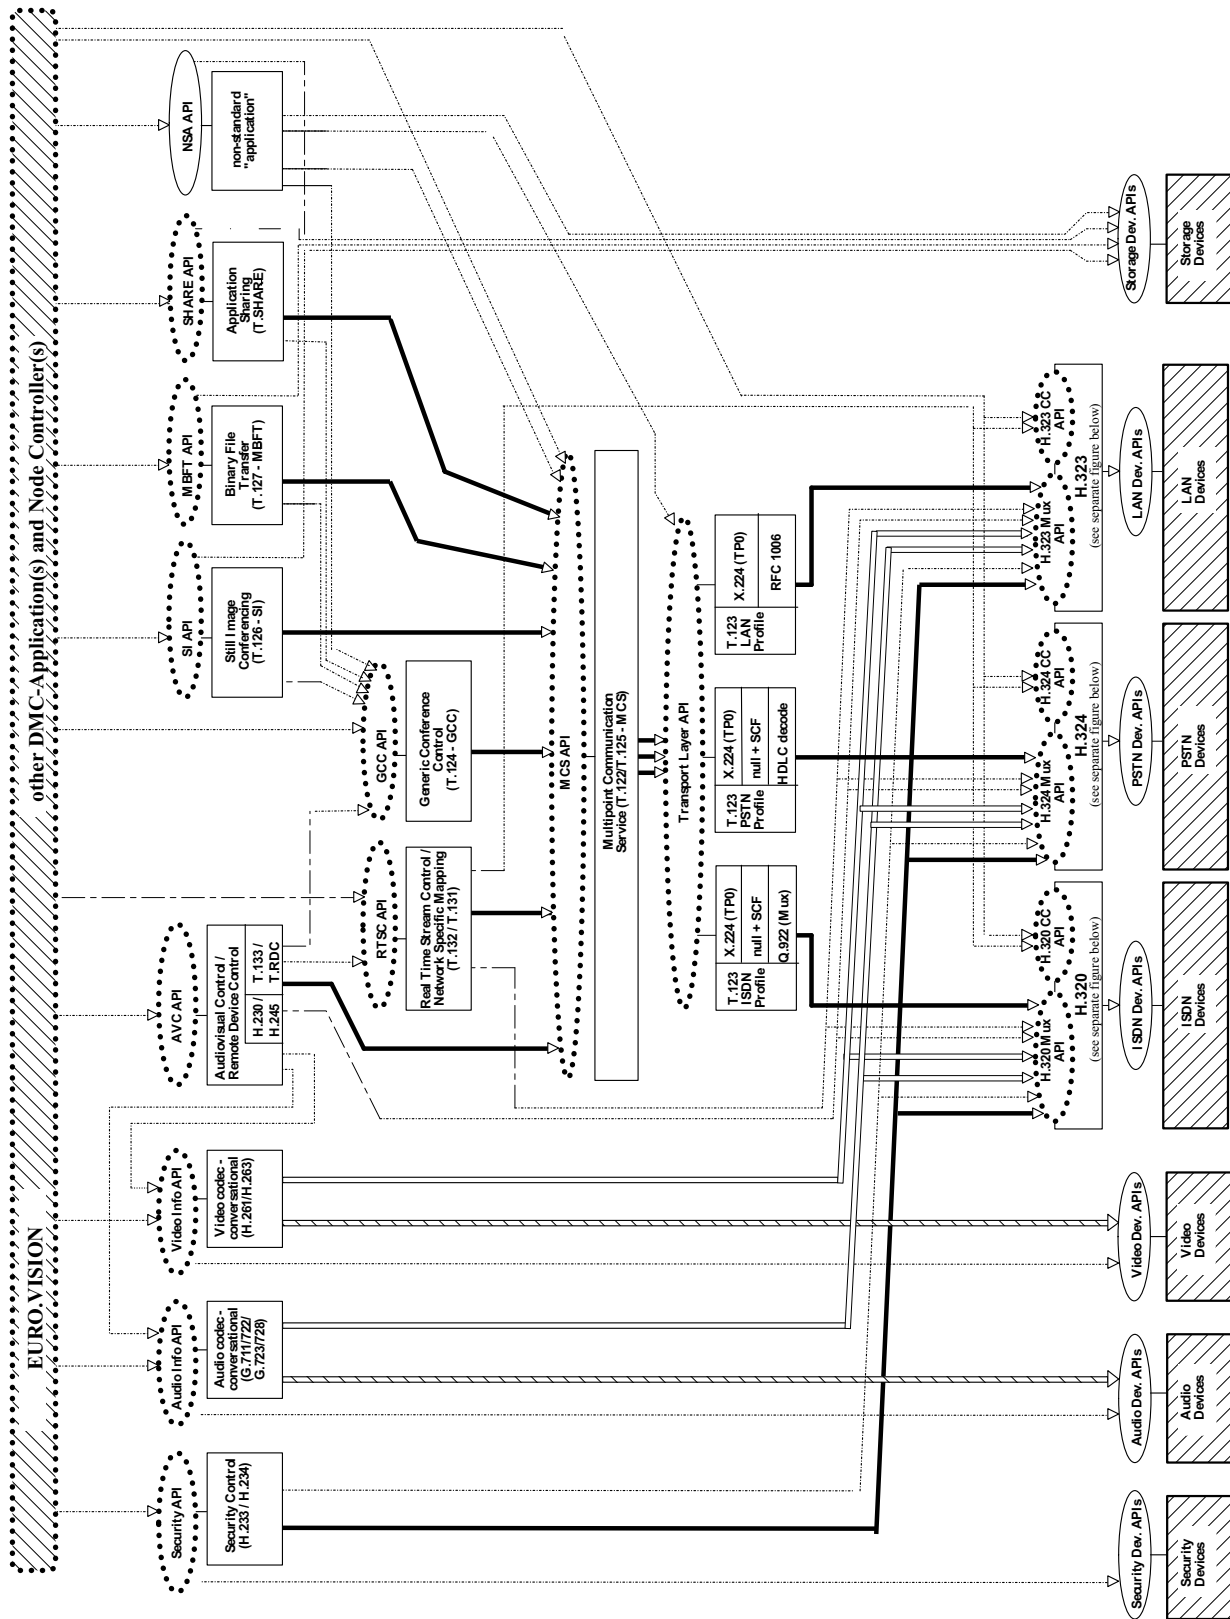 EURO.VISION
other DMC-Application(s) and Node Controller(s)
Security API
Audio Info API
Video Info API
AVC API
SI API
MBFT API
SHARE API
NSA API
Security Control
(H.233 / H.234)
Audio codec-
conversational
(G.711/722/
G.723/728)
Video codec -
conversational
(H.261/H.263)
Audiovisual Control /
Remote Device Control
H.230 /
H.245
T.133 /
T.RDC
Still Image
Conferencing
(T.126 - SI)
Binary File
Transfer
(T.127 - MBFT)
Application
Sharing
(T.SHARE)
non-standard
"application"
RTSC API
GCC API
Real Time Stream Control /
Network Specific Mapping
(T.132 / T.131)
Generic Conference
Control
(T.124 - GCC)
MCS API
Multipoint Communication
Service (T.122/T.125 - MCS)
Transport Layer API
T.123
ISDN
Profile
X.224 (TP0)
null + SCF
Q.922 (Mux)
T.123
PSTN
Profile
X.224 (TP0)
null + SCF
HDLC decode
T.123
LAN
Profile
X.224 (TP0)
RFC 1006
H.320 Mux
API
H.320 CC
API
H.324 Mux
API
H.324 CC
API
H.323 Mux
API
H.323 CC
API
H.320
(see separate figure below)
H.324
(see separate figure below)
H.323
(see separate figure below)
Security Dev. APIs
Audio Dev. APIs
Video Dev. APIs
ISDN Dev. APIs
PSTN Dev. APIs
LAN Dev. APIs
Storage Dev. APIs
Security
Devices
Audio
Devices
Video
Devices
ISDN
Devices
PSTN
Devices
LAN
Devices
Storage
Devices